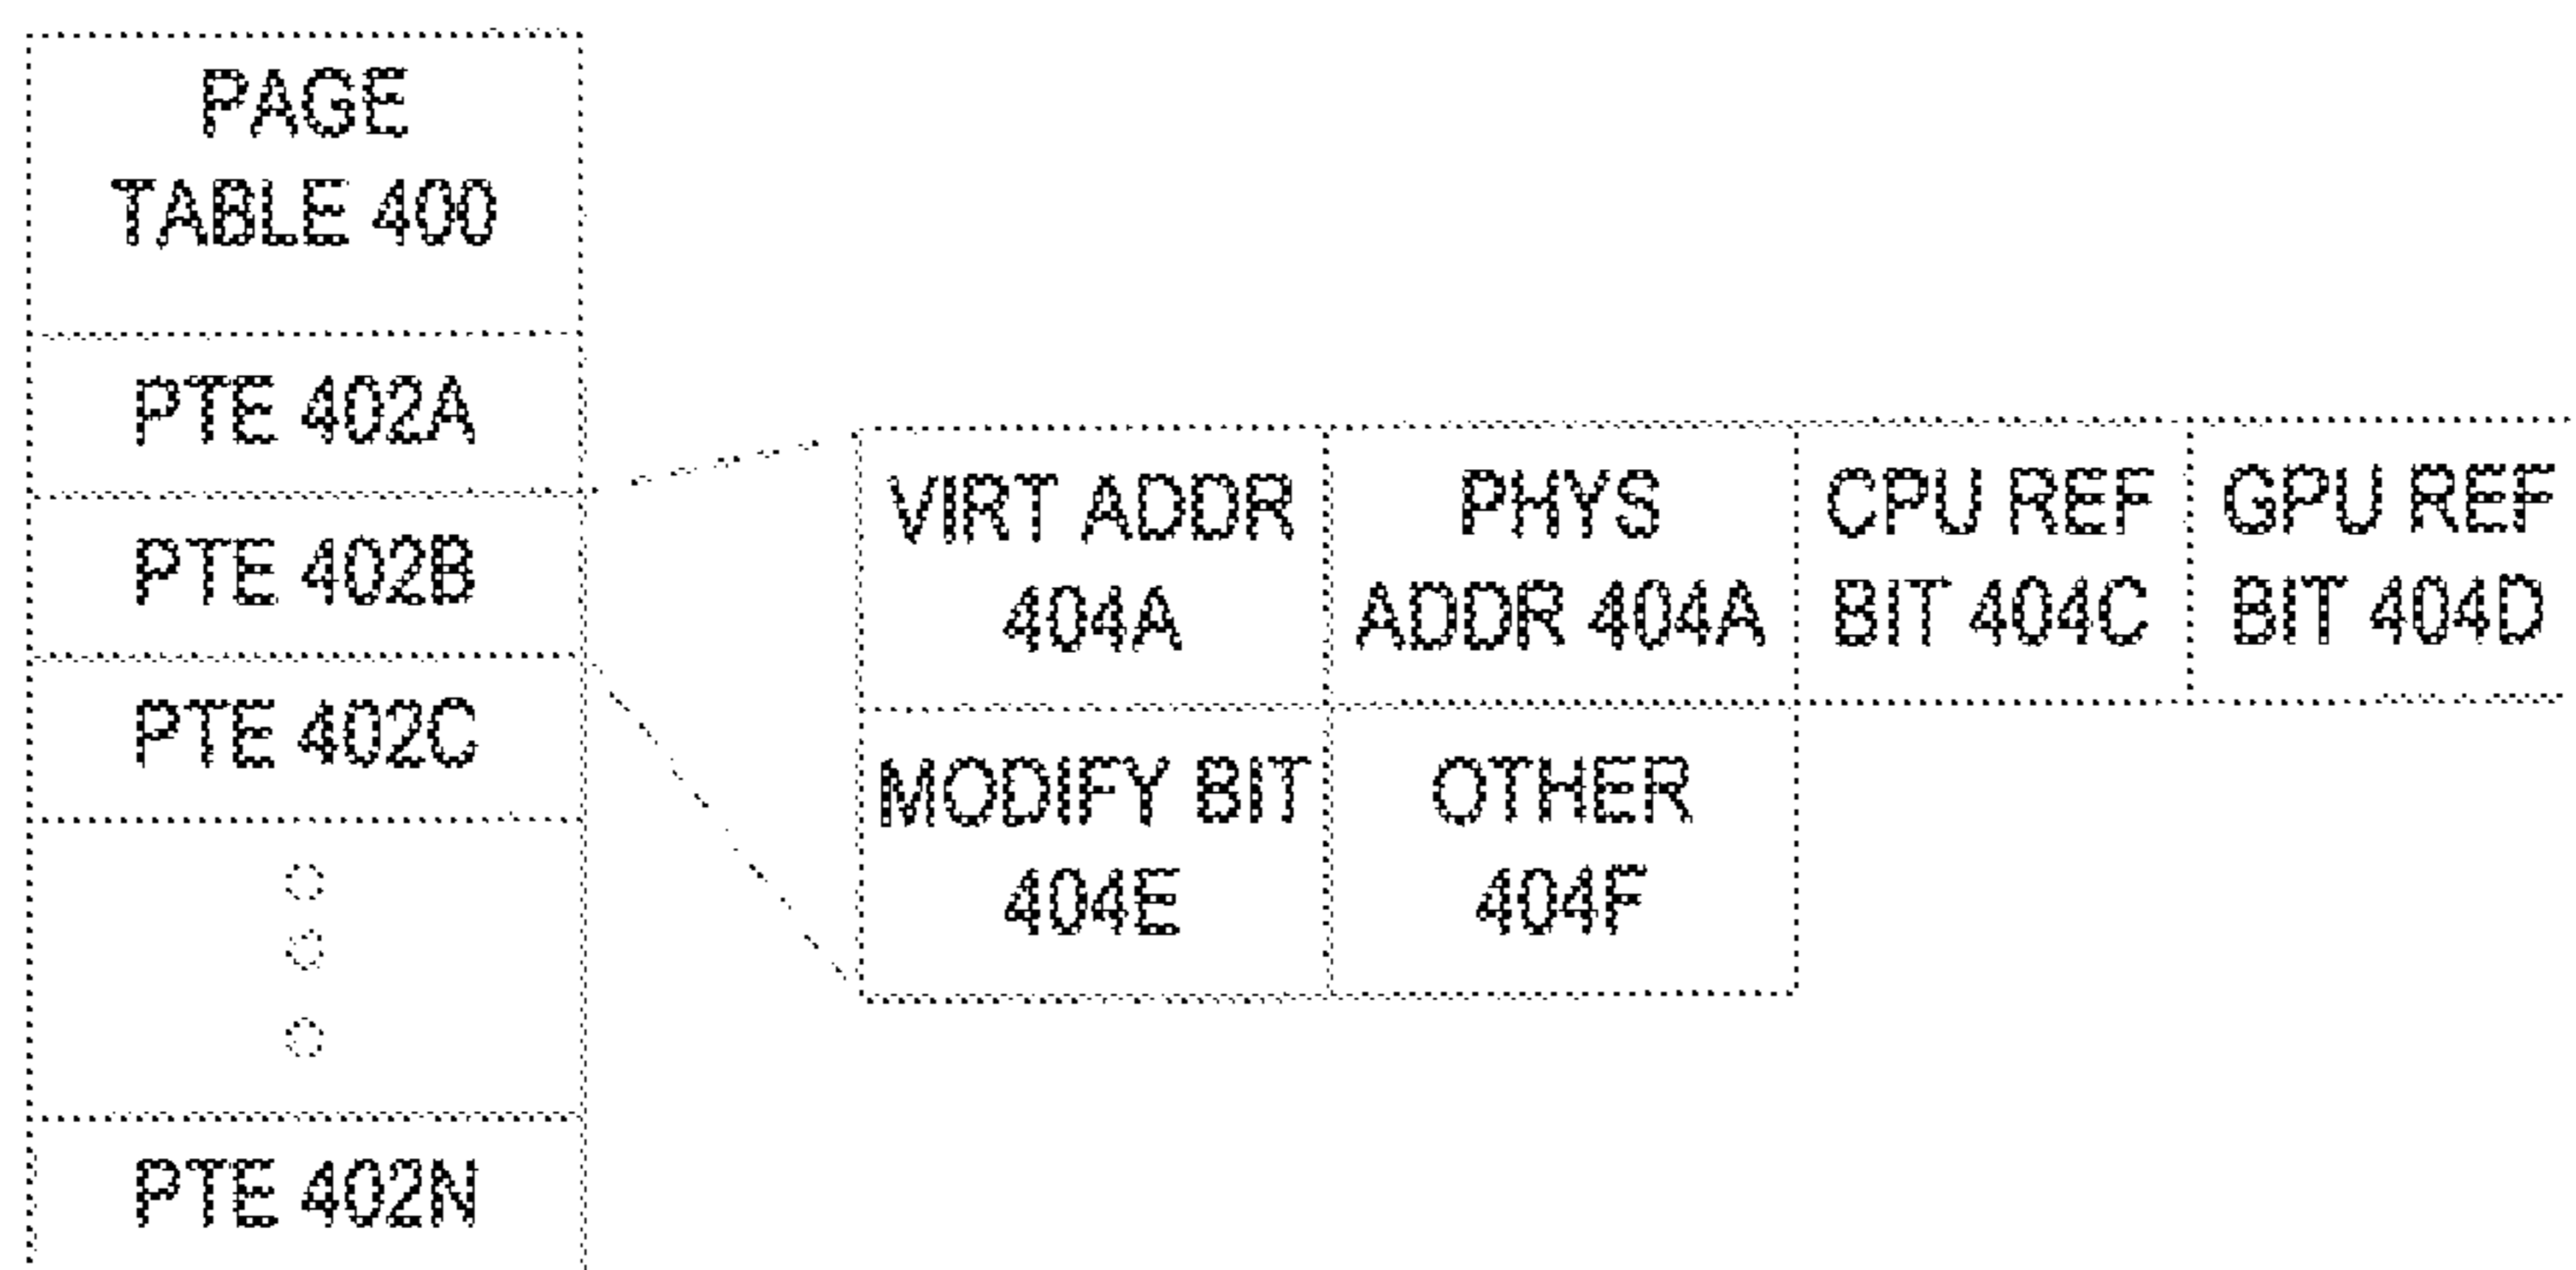 PAGE
TABLE 400
PTE 402A
PTE 402B
PTE 402C
PTE 402N
VIRT ADDR
404A
PHYS
ADDR 404A
CPU REF
BIT 404C
GPU REF
BIT 404D
MODIFY BIT
404E
OTHER
404F